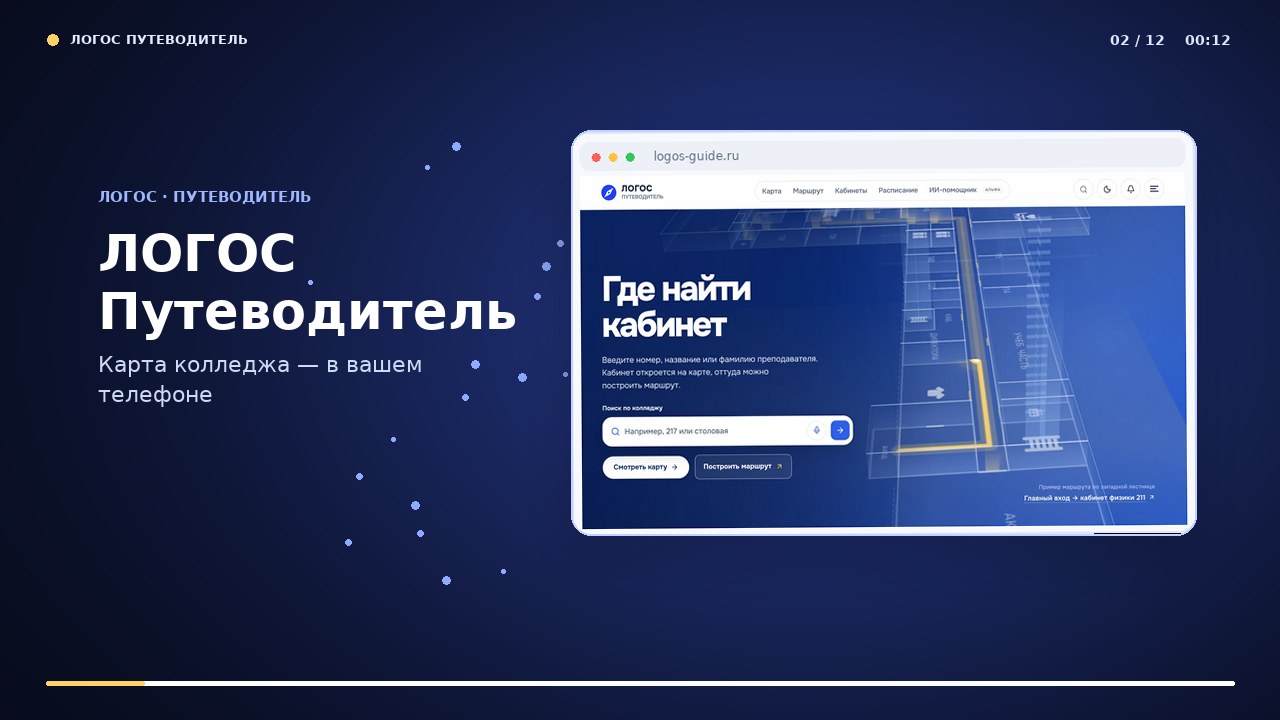 ЛОГОС ПУТЕВОДИТЕЛЬ
02 / 12 00:12
ЛОГОС · ПУТЕВОДИТЕЛЬ
ЛОГОС
Путеводитель
Карта колледжа — в вашем
телефоне
logos-guide.ru
ЛОГОС
ПУТЕВОДИТЕЛЬ
Карта Маршрут Кабинеты Расписание ИИ-помощник АЛЬФА
Где найти
кабинет
Введите номер, название или фамилию преподавателя.
Кабинет откроется на карте, оттуда можно
построить маршрут.
Поиск по колледжу
Например, 217 или столовая
Смотреть карту → Построить маршрут ↗
Пример маршрута по западной лестнице
Главный вход → кабинет физики 211 ↗